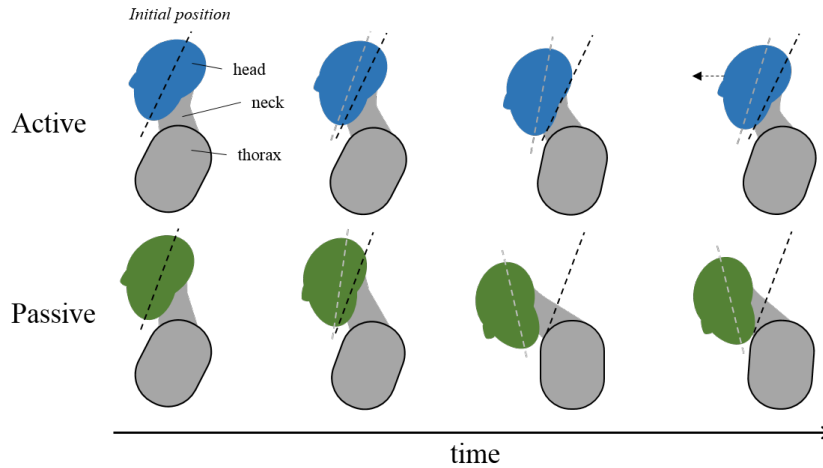 Initial position
head
neck
Active
thorax
Passive
time